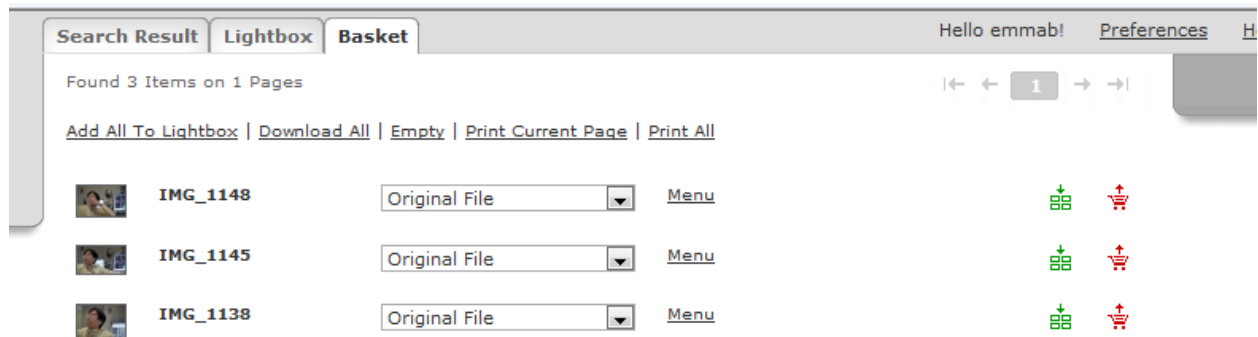 Search Result Lightbox Basket Hello emmab! Preferences
Found 3 Items on 1 Pages 1
Add All To Lightbox | Download All | Empty | Print Current Page | Print All
IMG_1148 Original File Menu
IMG_1145 Original File Menu
IMG_1138 Original File Menu